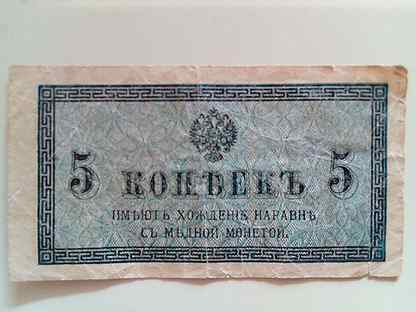 5 КОПѢЕКЪ 5
ИМѢЮТЪ ХОЖДЕНІЕ НАРАВНѢ
СЪ МѢДНОЙ МОНЕТОЙ.